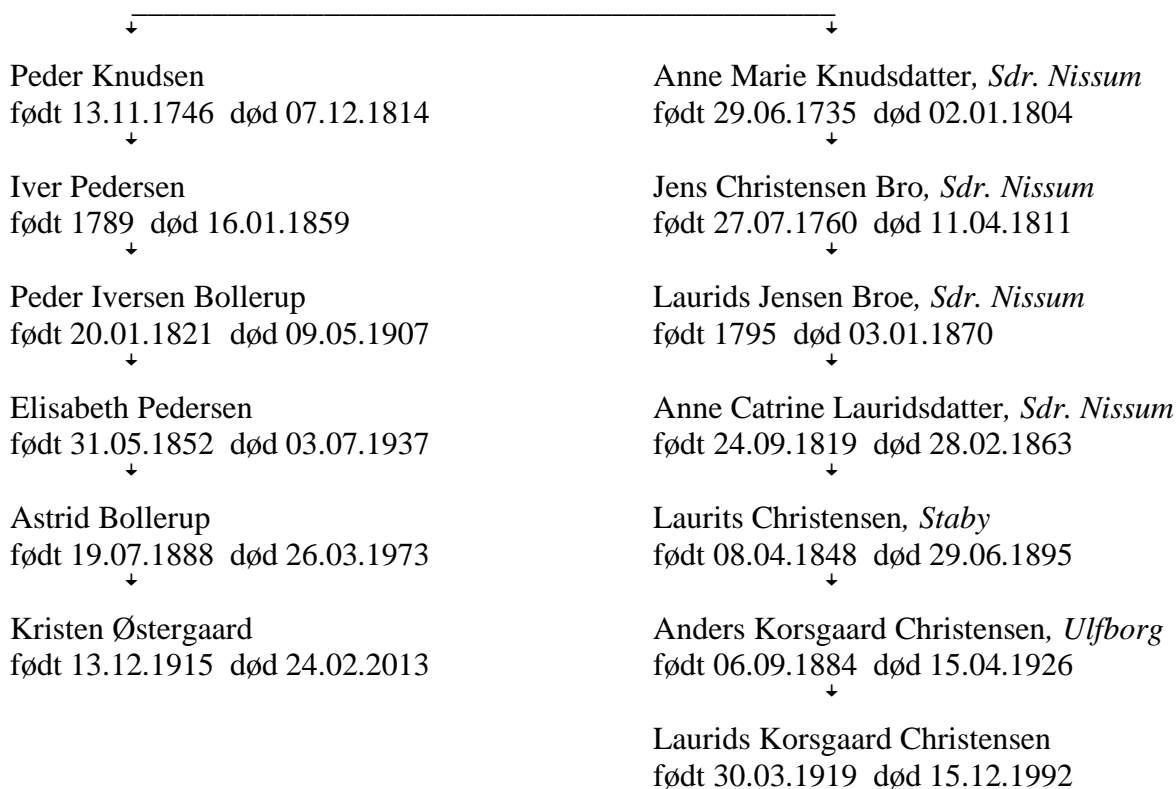 Peder Knudsen
født 13.11.1746 død 07.12.1814
Iver Pedersen
født 1789 død 16.01.1859
Peder Iversen Bollerup
født 20.01.1821 død 09.05.1907
Elisabeth Pedersen
født 31.05.1852 død 03.07.1937
Astrid Bollerup
født 19.07.1888 død 26.03.1973
Kristen Østergaard
født 13.12.1915 død 24.02.2013
Anne Marie Knudsdatter, Sdr. Nissum
født 29.06.1735 død 02.01.1804
Jens Christensen Bro, Sdr. Nissum
født 27.07.1760 død 11.04.1811
Laurids Jensen Broe, Sdr. Nissum
født 1795 død 03.01.1870
Anne Catrine Lauridsdatter, Sdr. Nissum
født 24.09.1819 død 28.02.1863
Laurits Christensen, Staby
født 08.04.1848 død 29.06.1895
Anders Korsgaard Christensen, Ulfborg
født 06.09.1884 død 15.04.1926
Laurids Korsgaard Christensen
født 30.03.1919 død 15.12.1992